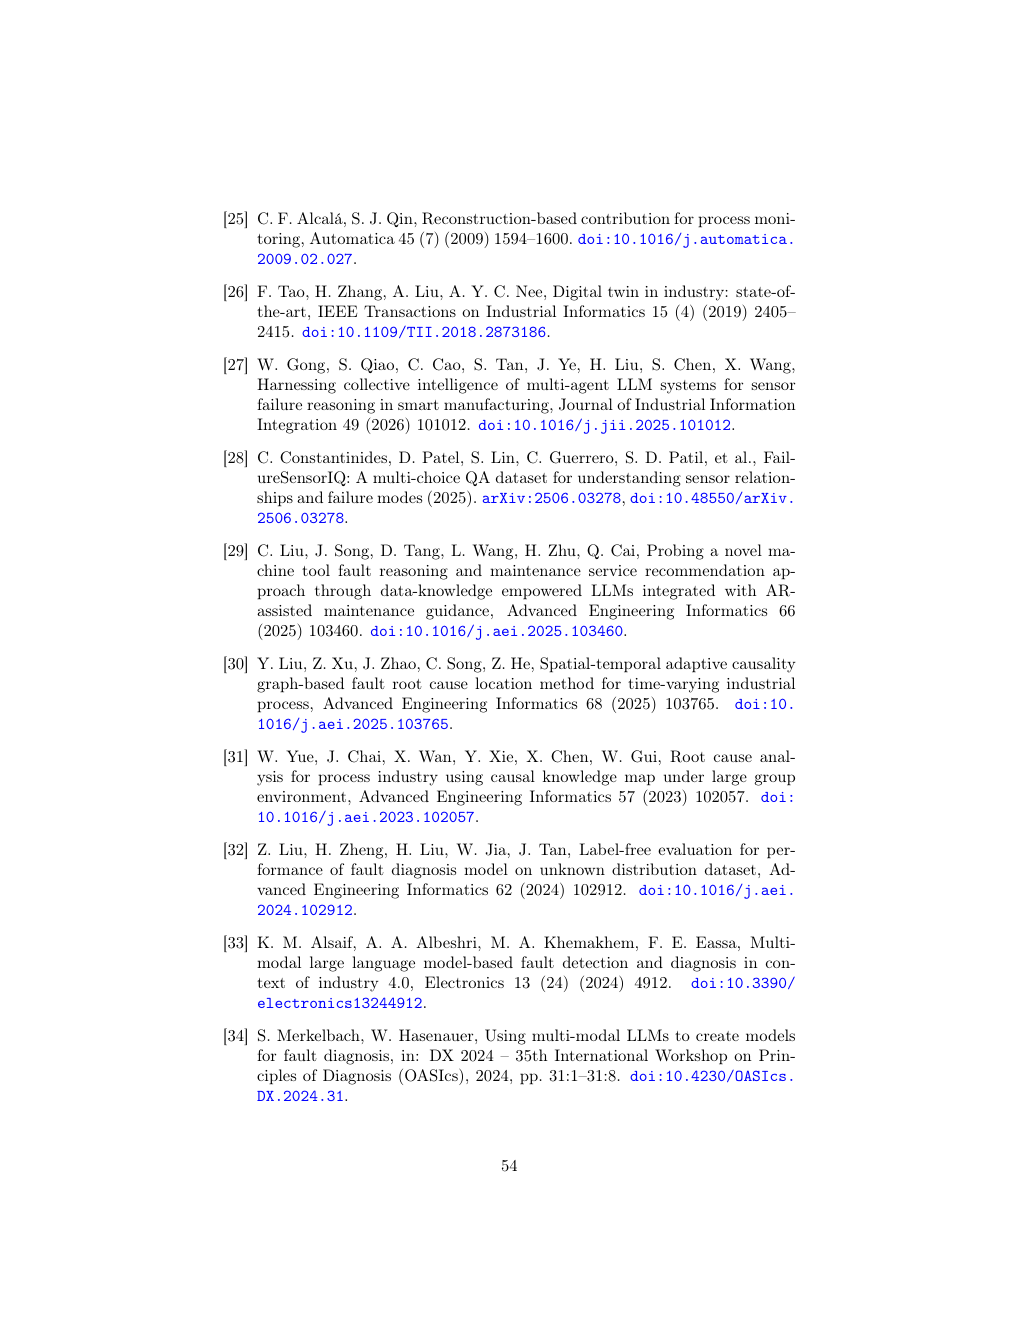 [25] C. F. Alcalá, S. J. Qin, Reconstruction-based contribution for process moni-
toring, Automatica 45 (7) (2009) 1594–1600. doi:10.1016/j.automatica.
2009.02.027.
[26] F. Tao, H. Zhang, A. Liu, A. Y. C. Nee, Digital twin in industry: state-of-
the-art, IEEE Transactions on Industrial Informatics 15 (4) (2019) 2405–
2415. doi:10.1109/TII.2018.2873186.
[27] W. Gong, S. Qiao, C. Cao, S. Tan, J. Ye, H. Liu, S. Chen, X. Wang,
Harnessing collective intelligence of multi-agent LLM systems for sensor
failure reasoning in smart manufacturing, Journal of Industrial Information
Integration 49 (2026) 101012. doi:10.1016/j.jii.2025.101012.
[28] C. Constantinides, D. Patel, S. Lin, C. Guerrero, S. D. Patil, et al., Fail-
ureSensorIQ: A multi-choice QA dataset for understanding sensor relation-
ships and failure modes (2025). arXiv:2506.03278, doi:10.48550/arXiv.
2506.03278.
[29] C. Liu, J. Song, D. Tang, L. Wang, H. Zhu, Q. Cai, Probing a novel ma-
chine tool fault reasoning and maintenance service recommendation ap-
proach through data-knowledge empowered LLMs integrated with AR-
assisted maintenance guidance, Advanced Engineering Informatics 66
(2025) 103460. doi:10.1016/j.aei.2025.103460.
[30] Y. Liu, Z. Xu, J. Zhao, C. Song, Z. He, Spatial-temporal adaptive causality
graph-based fault root cause location method for time-varying industrial
process, Advanced Engineering Informatics 68 (2025) 103765. doi:10.
1016/j.aei.2025.103765.
[31] W. Yue, J. Chai, X. Wan, Y. Xie, X. Chen, W. Gui, Root cause anal-
ysis for process industry using causal knowledge map under large group
environment, Advanced Engineering Informatics 57 (2023) 102057. doi:
10.1016/j.aei.2023.102057.
[32] Z. Liu, H. Zheng, H. Liu, W. Jia, J. Tan, Label-free evaluation for per-
formance of fault diagnosis model on unknown distribution dataset, Ad-
vanced Engineering Informatics 62 (2024) 102912. doi:10.1016/j.aei.
2024.102912.
[33] K. M. Alsaif, A. A. Albeshri, M. A. Khemakhem, F. E. Eassa, Multi-
modal large language model-based fault detection and diagnosis in con-
text of industry 4.0, Electronics 13 (24) (2024) 4912. doi:10.3390/
electronics13244912.
[34] S. Merkelbach, W. Hasenauer, Using multi-modal LLMs to create models
for fault diagnosis, in: DX 2024 – 35th International Workshop on Prin-
ciples of Diagnosis (OASIcs), 2024, pp. 31:1–31:8. doi:10.4230/OASIcs.
DX.2024.31.
54